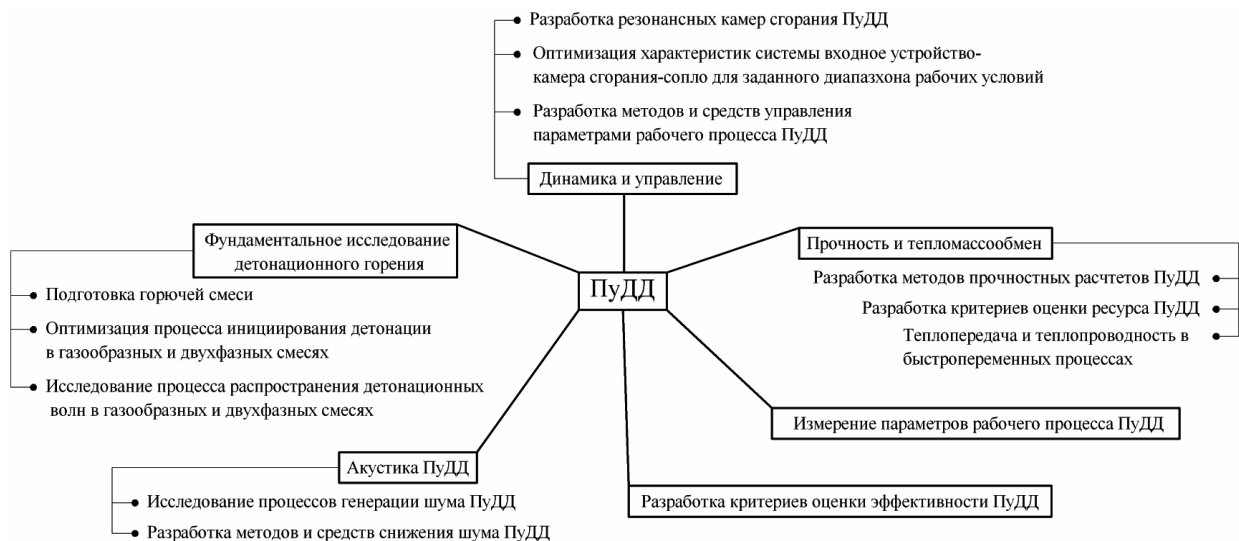 Разработка резонансных камер сгорания ПуДД
Оптимизация характеристик системы входное устройство-
камера сгорания-сопло для заданного диапазхона рабочих условий
Разработка методов и средств управления
параметрами рабочего процесса ПуДД
Динамика и управление
Фундаментальное исследование
детонационного горения
Подготовка горючей смеси
Оптимизация процесса инициирования детонации
в газообразных и двухфазных смесях
Исследование процесса распространения детонационных
волн в газообразных и двухфазных смесях
ПуДД
Прочность и тепломассообмен
Разработка методов прочностных расчтетов ПуДД
Разработка критериев оценки ресурса ПуДД
Теплопередача и теплопроводность в
быстропеременных процессах
Измерение параметров рабочего процесса ПуДД
Акустика ПуДД
Исследование процессов генерации шума ПуДД
Разработка методов и средств снижения шума ПуДД
Разработка критериев оценки эффективности ПуДД